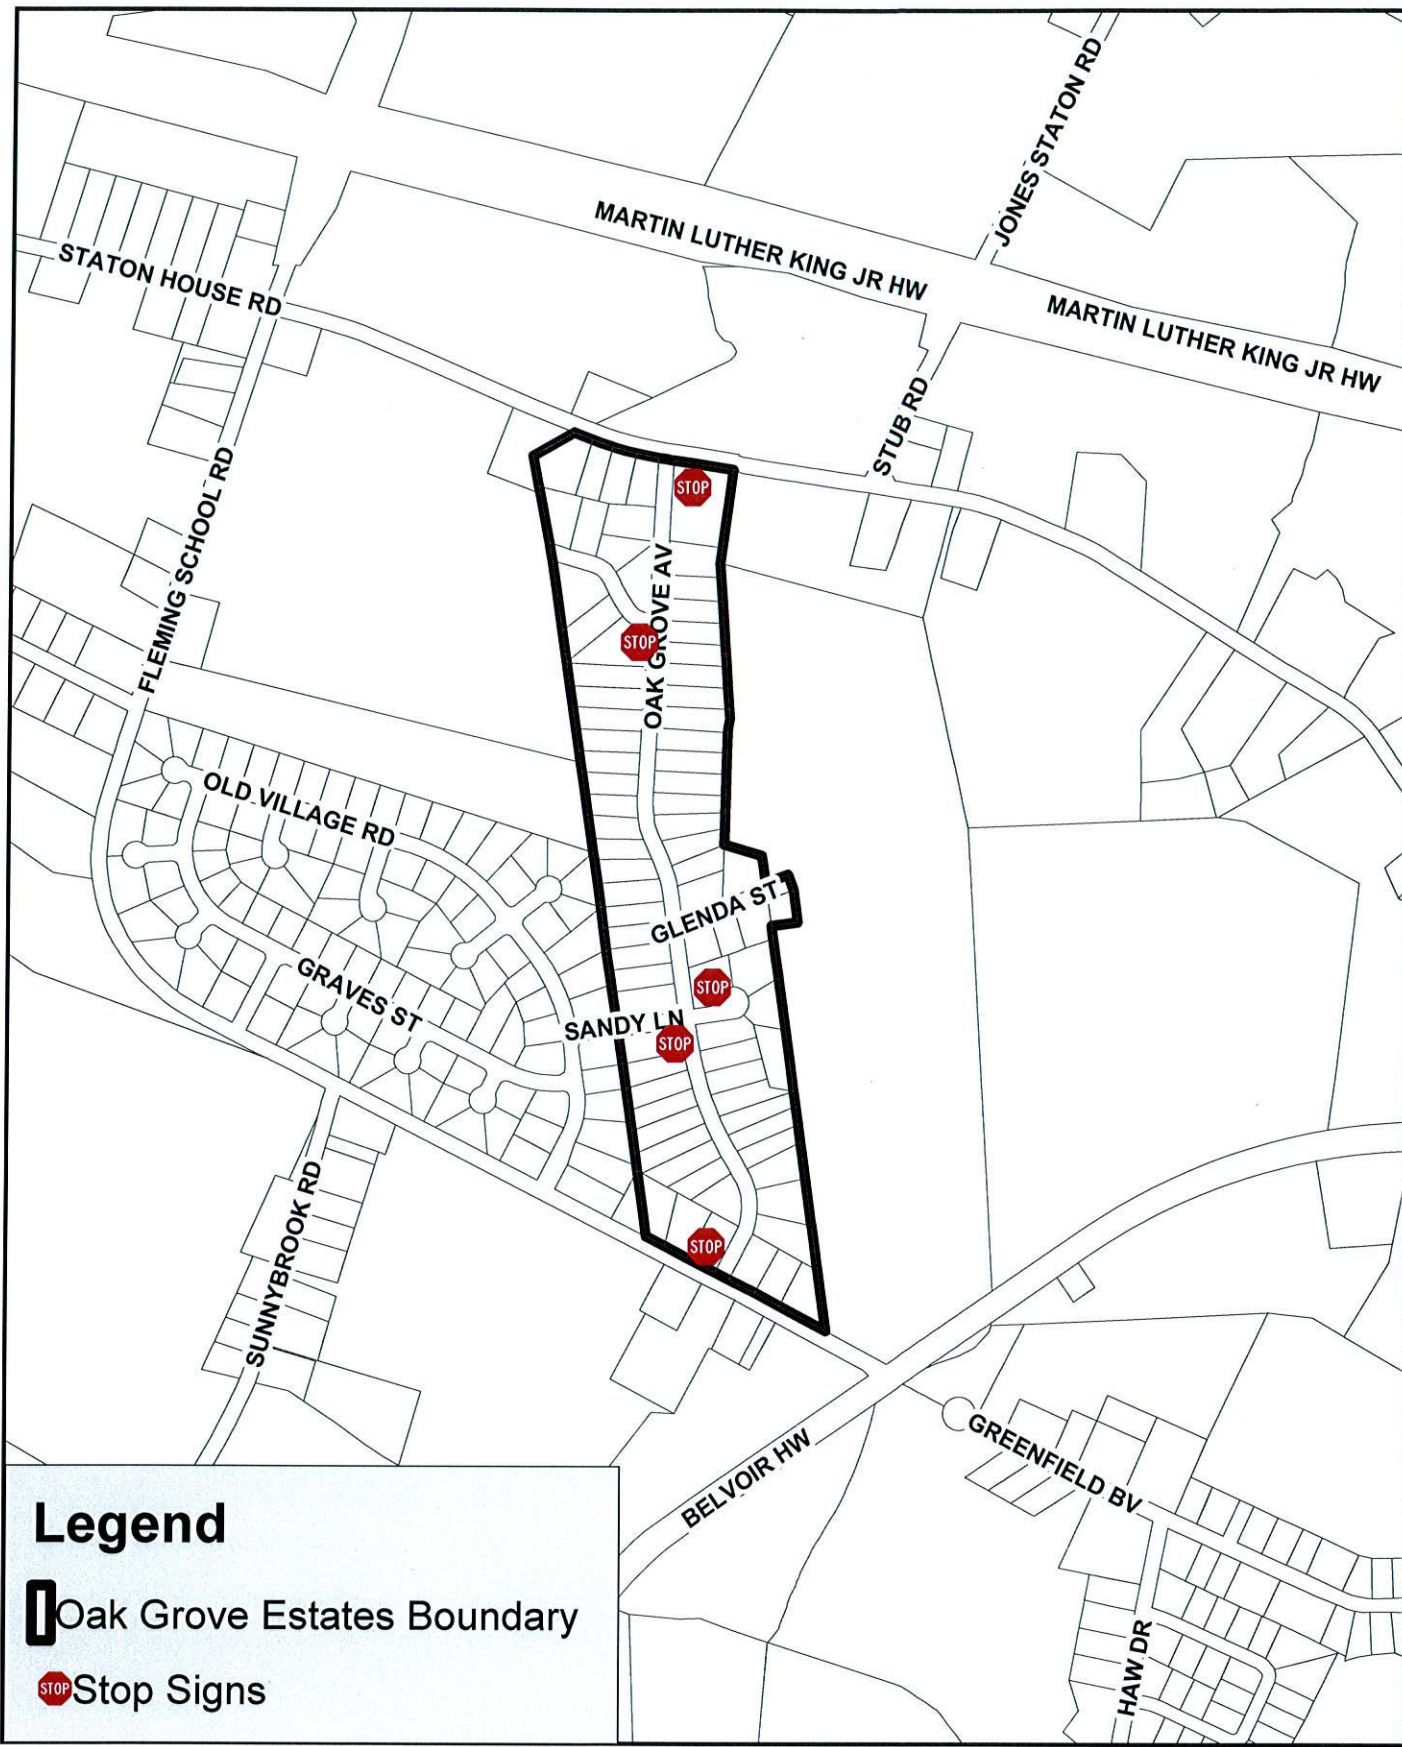 JONES STATON RD
MARTIN LUTHER KING JR HW
STATON HOUSE RD
MARTIN LUTHER KING JR HW
STUB RD
FLEMING SCHOOL RD
STOP
OAK GROVE AV
STOP
OLD VILLAGE RD
GLENDA ST
GRAVES ST
STOP
SANDY LN
STOP
SUNNYBROOK RD
STOP
BELVOIR HW
GREENFIELD BV
HAW DR
Legend
Oak Grove Estates Boundary
STOP Stop Signs